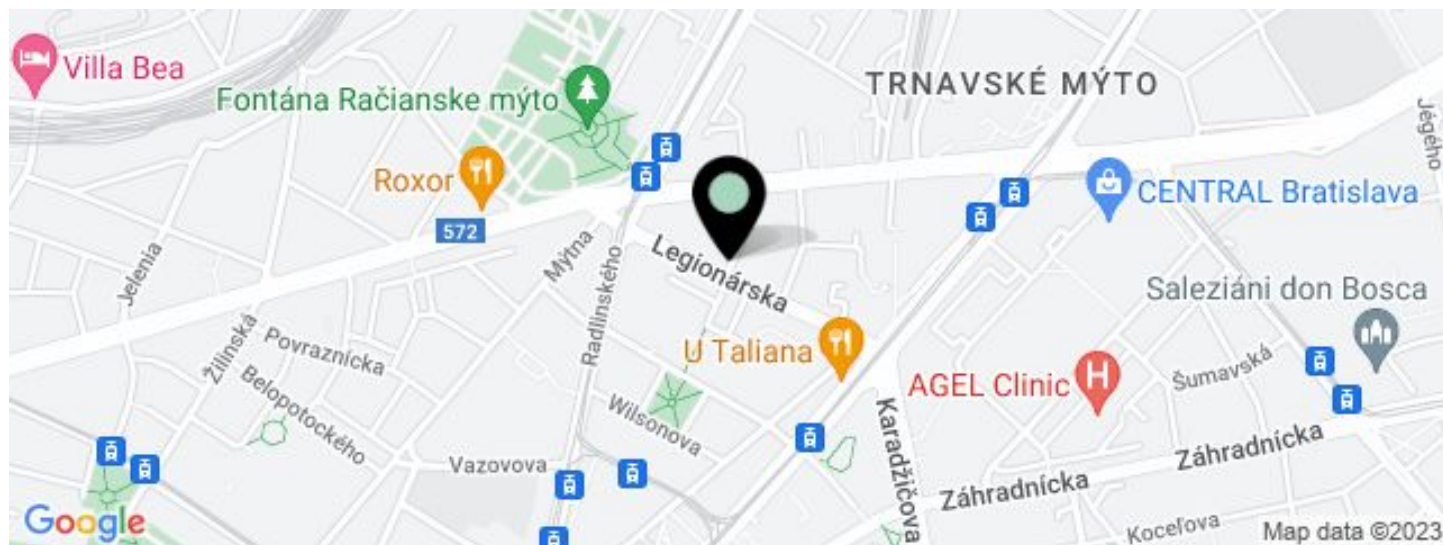 Villa Bea
TRNAVSKÉ MÝTO
Fontána Račianske mýto
Jégého
Roxor
CENTRAL Bratislava
572
Mýtna
Legionárska
Jelenia
Radlinského
Saleziáni don Bosca
Žilinská
Povraznícka
U Taliana
AGEL Clinic
Šumavská
Belopotockého
Wilsonova
Karadžičova
Záhradnícka
Vazovova
Záhradnícka
Google
Koceľova
Map data ©2023